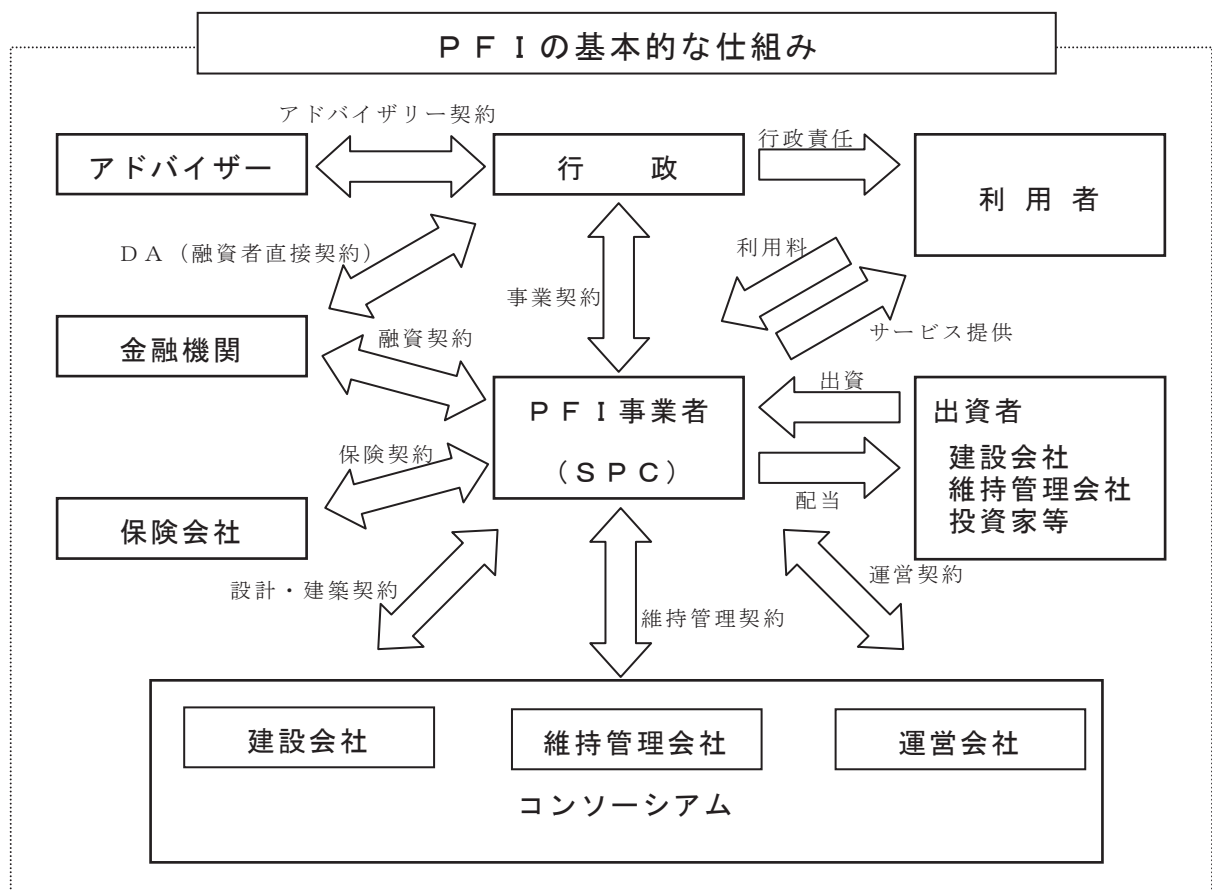 ＰＦＩの基本的な仕組み
アドバイザリー契約
アドバイザー
行　　政
行政責任
利 用 者
ＤＡ（融資者直接契約）
利用料
事業契約
サービス提供
金融機関
融資契約
出資
ＰＦＩ事業者
（ＳＰＣ）
出資者
建設会社
維持管理会社
投資家等
保険契約
配当
保険会社
設計・建築契約
維持管理契約
運営契約
建設会社
維持管理会社
運営会社
コンソーシアム